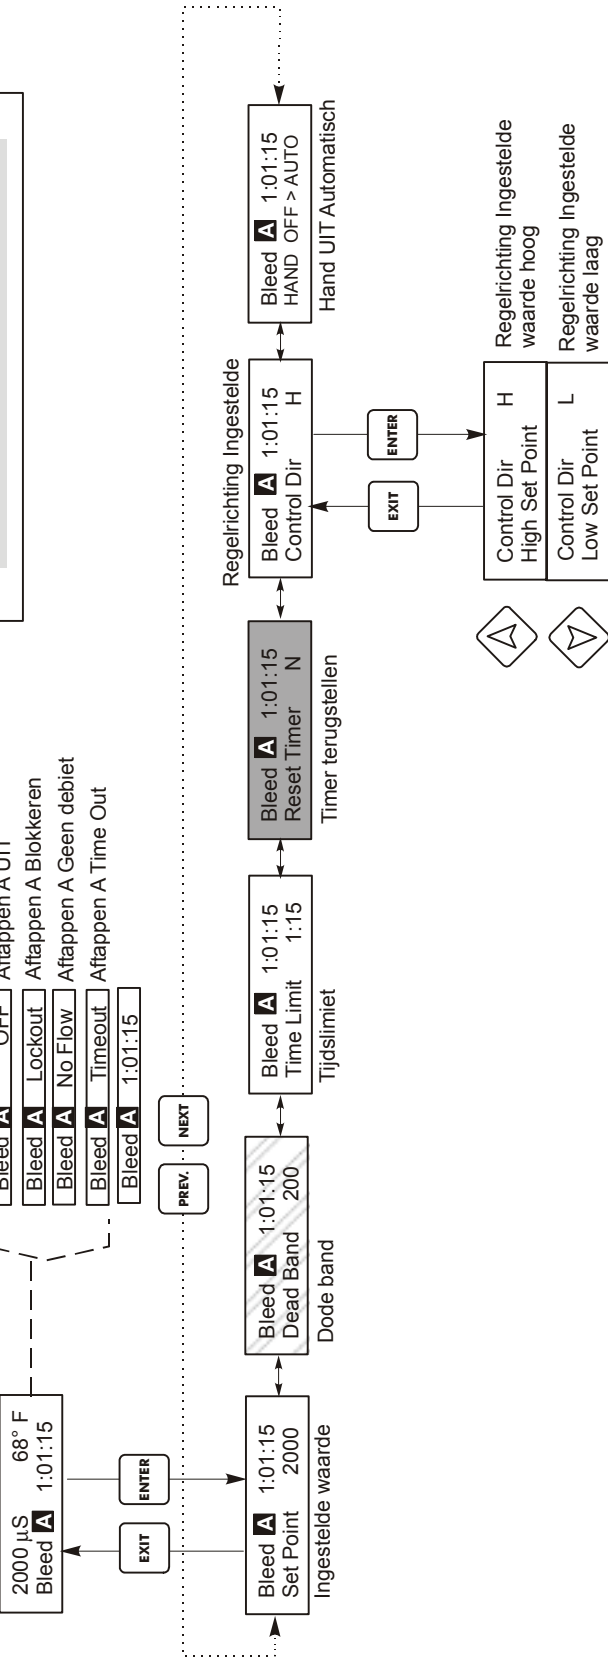 Bleed A OFF
Aftappen A UIT
Bleed A Lockout
Aftappen A Blokkeren
Bleed A No Flow
Aftappen A Geen debiet
Bleed A Timeout
Aftappen A Time Out
Bleed A 1:01:15
2000 µS 68° F
Bleed A 1:01:15
EXIT
ENTER
PREV.
NEXT
Bleed A 1:01:15
Set Point 2000
Ingestelde waarde
Bleed A 1:01:15
Dead Band 200
Dode band
Bleed A 1:01:15
Time Limit 1:15
Tijdslimiet
Bleed A 1:01:15
Reset Timer N
Timer terugstellen
Regelrichting Ingestelde
Bleed A 1:01:15
Control Dir H
Bleed A 1:01:15
HAND OFF > AUTO
Hand UIT Automatisch
EXIT
ENTER
Control Dir H
High Set Point
Regelrichting Ingestelde
waarde hoog
Control Dir L
Low Set Point
Regelrichting Ingestelde
waarde laag